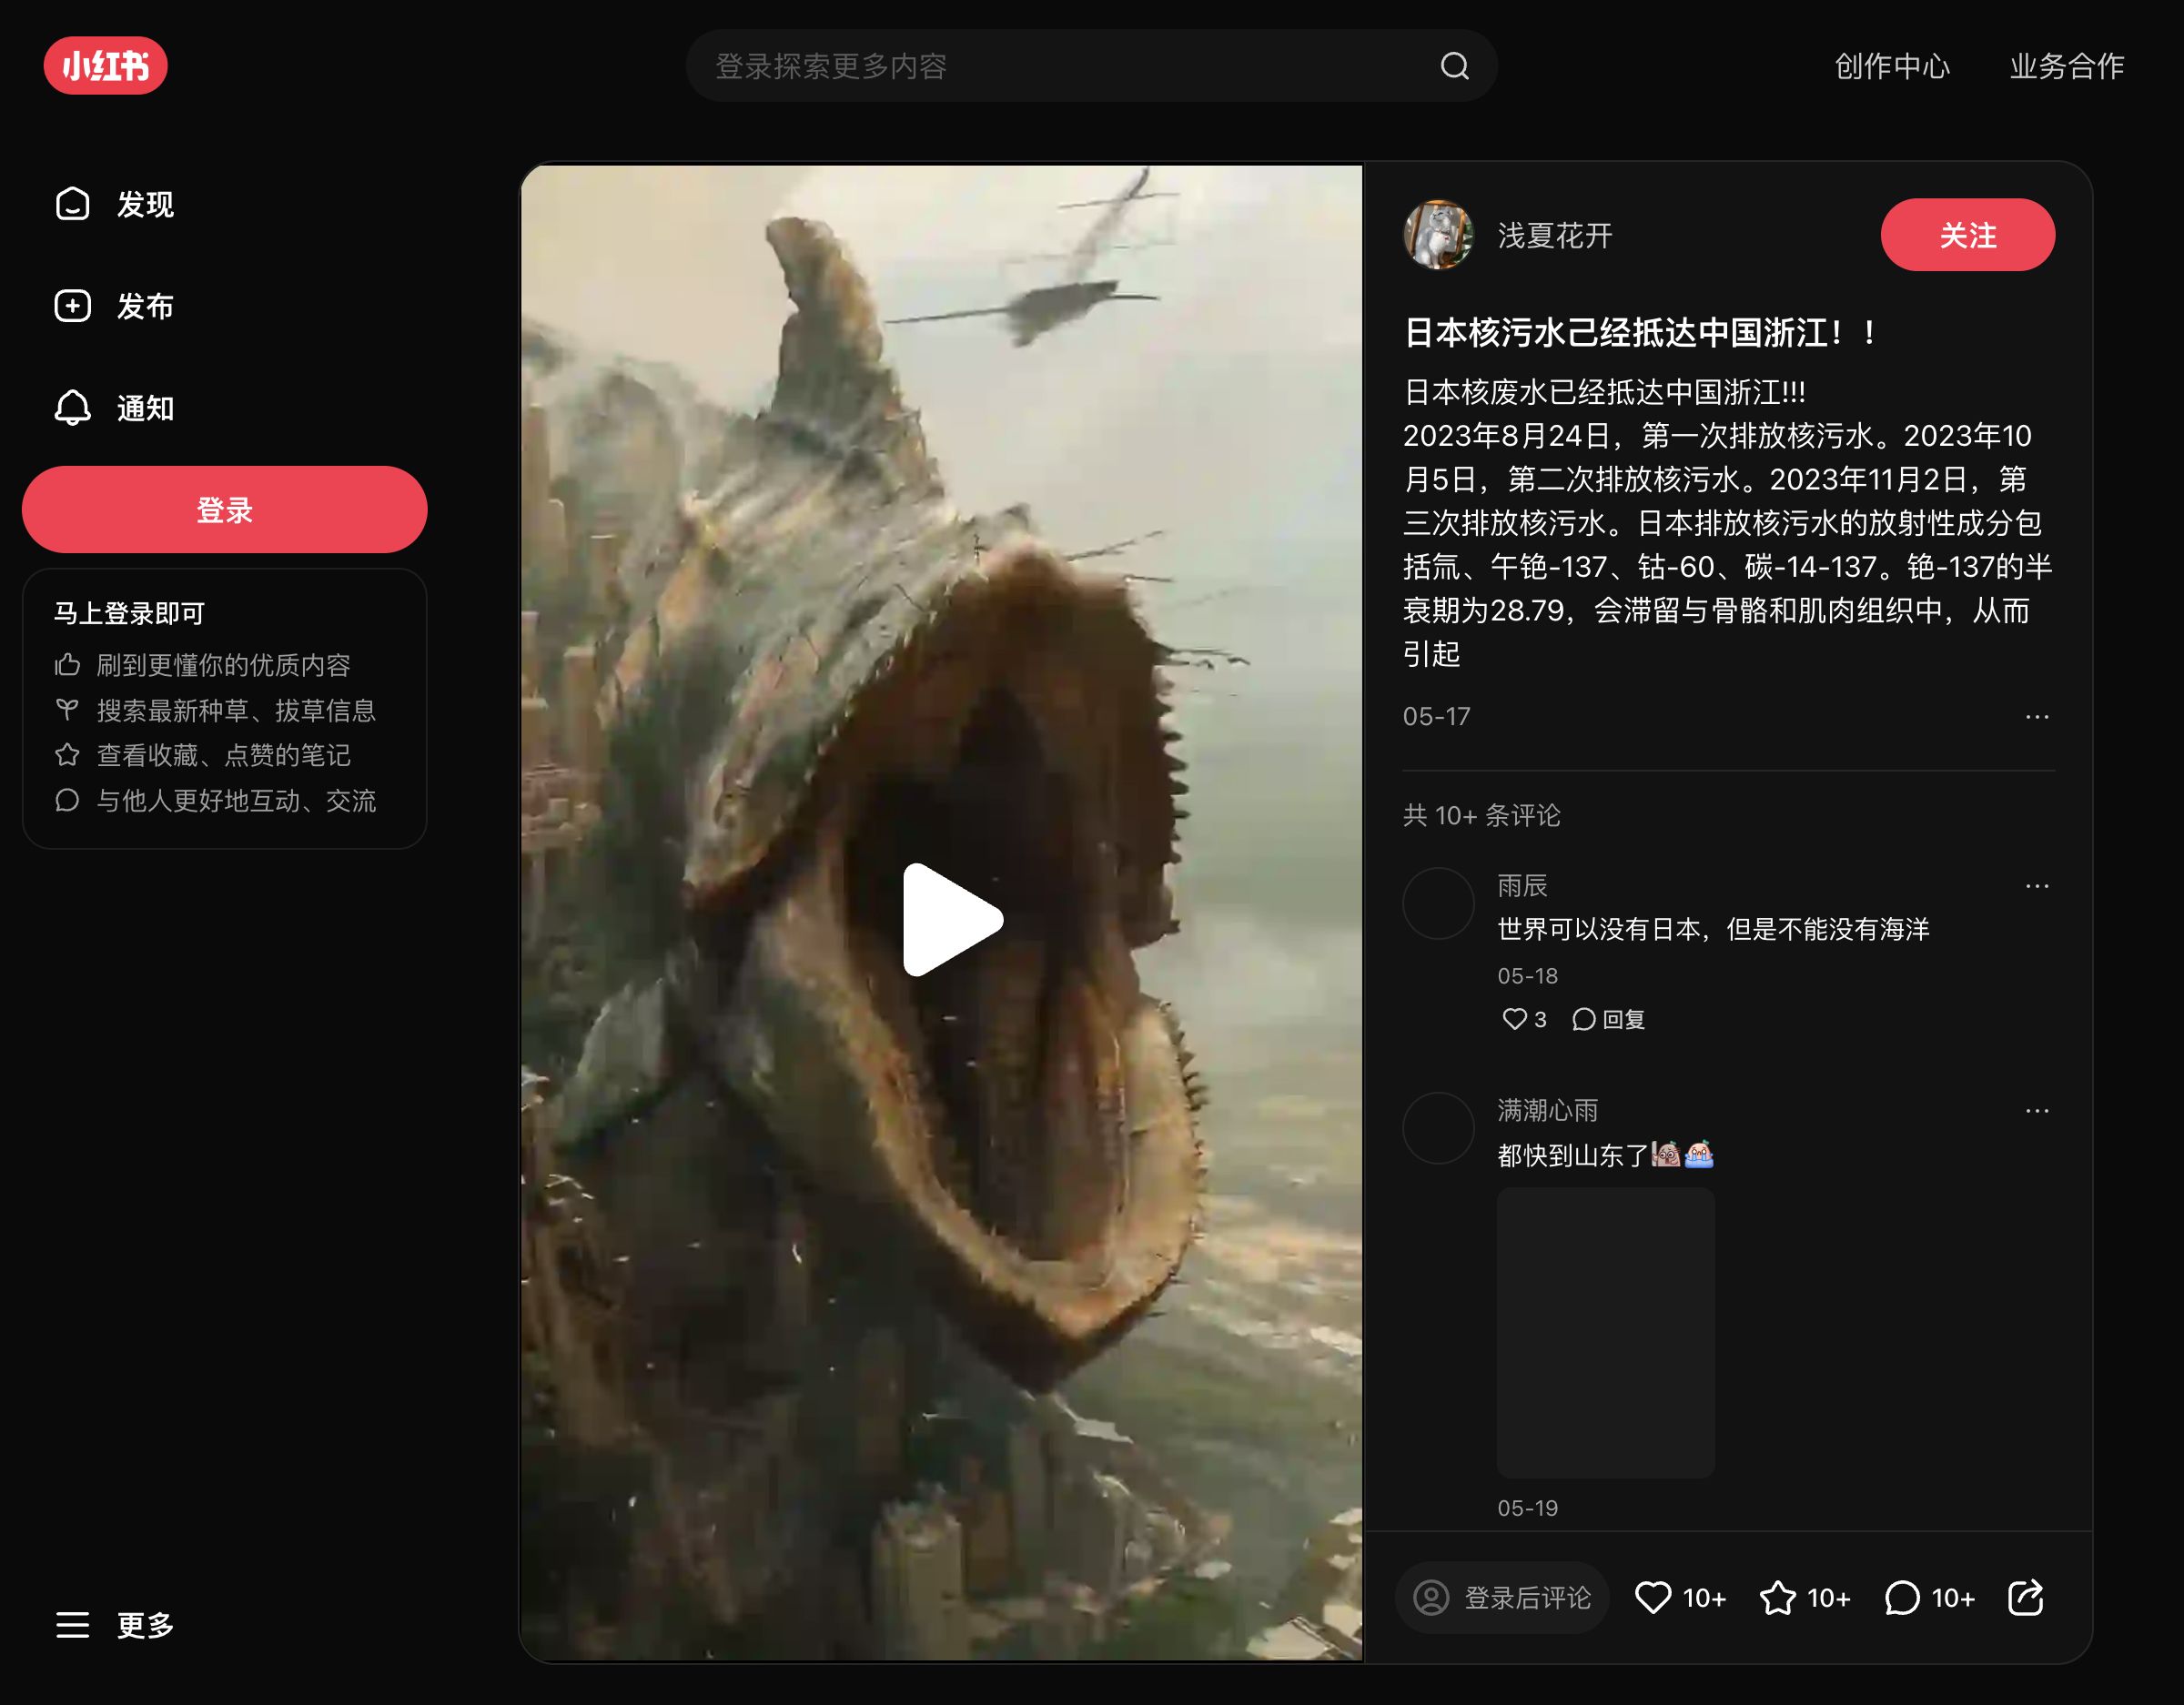 小红书
登录探索更多内容
创作中心
业务合作
发现
发布
通知
登录
马上登录即可
刷到更懂你的优质内容
搜索最新种草、拔草信息
查看收藏、点赞的笔记
与他人更好地互动、交流
更多
浅夏花开
关注
日本核污水己经抵达中国浙江！！
日本核废水已经抵达中国浙江!!!
2023年8月24日，第一次排放核污水。2023年10
月5日，第二次排放核污水。2023年11月2日，第
三次排放核污水。日本排放核污水的放射性成分包
括氚、午铯-137、钴-60、碳-14-137。铯-137的半
衰期为28.79，会滞留与骨骼和肌肉组织中，从而
引起
05-17
共 10+ 条评论
雨辰
世界可以没有日本，但是不能没有海洋
05-18
3 回复
满潮心雨
都快到山东了
05-19
登录后评论 10+ 10+ 10+